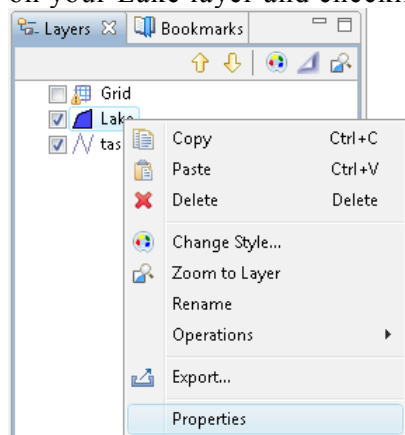 on your Lake layer and checkin
Layers Bookmarks
Grid
Lake
tas
Copy Ctrl+C
Paste Ctrl+V
Delete Delete
Change Style...
Zoom to Layer
Rename
Operations
Export...
Properties